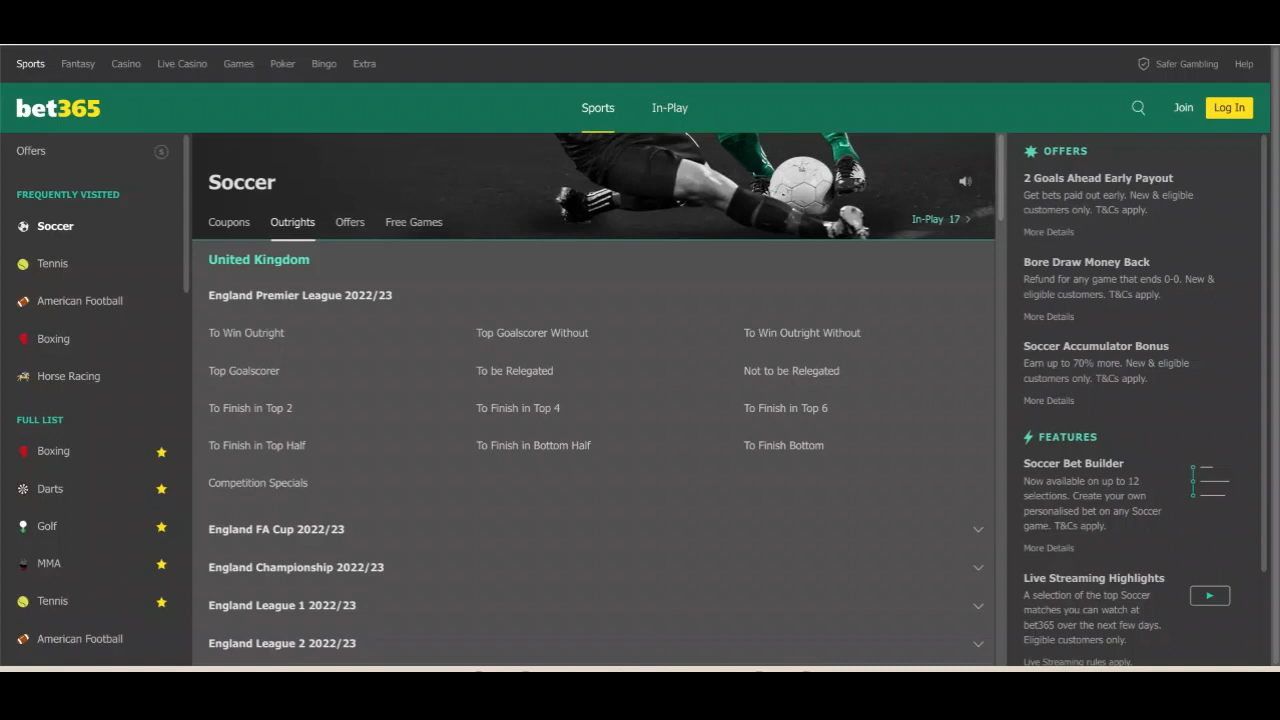 Sports Fantasy Casino Live Casino Games Poker Bingo Extra
Safer Gambling Help
bet365
Sports In-Play
Join Log In
Offers
FREQUENTLY VISITED
Soccer
Tennis
American Football
Boxing
Horse Racing
FULL LIST
Boxing
Darts
Golf
MMA
Tennis
American Football
Soccer
Coupons Outrights Offers Free Games
In-Play 17
United Kingdom
England Premier League 2022/23
To Win Outright Top Goalscorer Without To Win Outright Without
Top Goalscorer To be Relegated Not to be Relegated
To Finish in Top 2 To Finish in Top 4 To Finish in Top 6
To Finish in Top Half To Finish in Bottom Half To Finish Bottom
Competition Specials
England FA Cup 2022/23
England Championship 2022/23
England League 1 2022/23
England League 2 2022/23
OFFERS
2 Goals Ahead Early Payout
Get bets paid out early. New & eligible
customers only. T&Cs apply.
More Details
Bore Draw Money Back
Refund for any game that ends 0-0. New &
eligible customers. T&Cs apply.
More Details
Soccer Accumulator Bonus
Earn up to 70% more. New & eligible
customers only. T&Cs apply.
More Details
FEATURES
Soccer Bet Builder
Now available on up to 12
selections. Create your own
personalised bet on any Soccer
game. T&Cs apply.
More Details
Live Streaming Highlights
A selection of the top Soccer
matches you can watch at
bet365 over the next few days.
Eligible customers only.
Live Streaming rules apply.